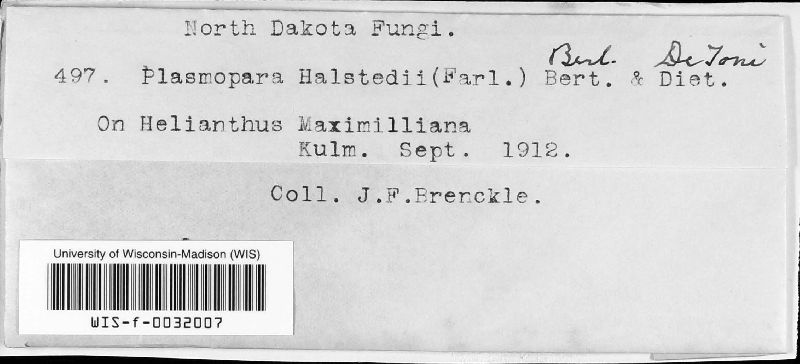 North Dakota Fungi.
Berl. De Toni
497. Plasmopara Halstedii(Farl.) Bert. & Diet.
On Helianthus Maximilliana
Kulm. Sept. 1912.
Coll. J.F.Brenckle.
University of Wisconsin-Madison (WIS)
WIS-f-0032007